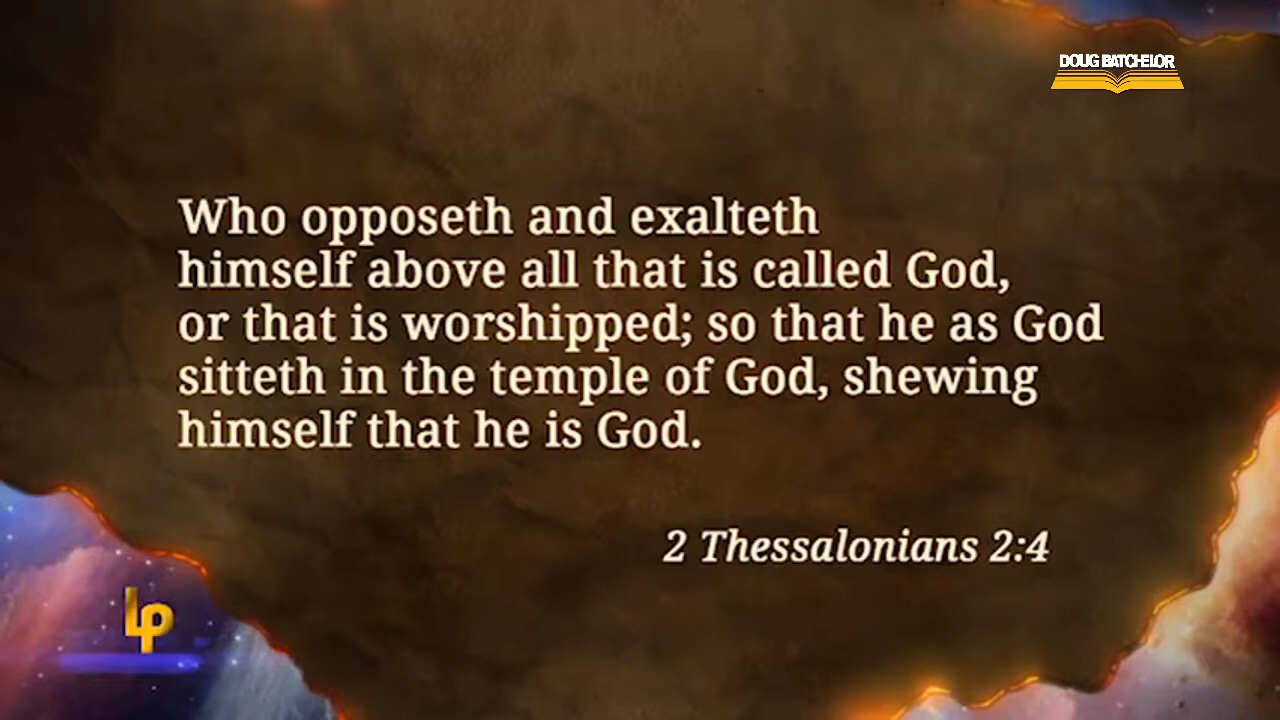 DOUG BATCHELOR
Who opposeth and exalteth
himself above all that is called God,
or that is worshipped; so that he as God
sitteth in the temple of God, shewing
himself that he is God.
2 Thessalonians 2:4
Lp